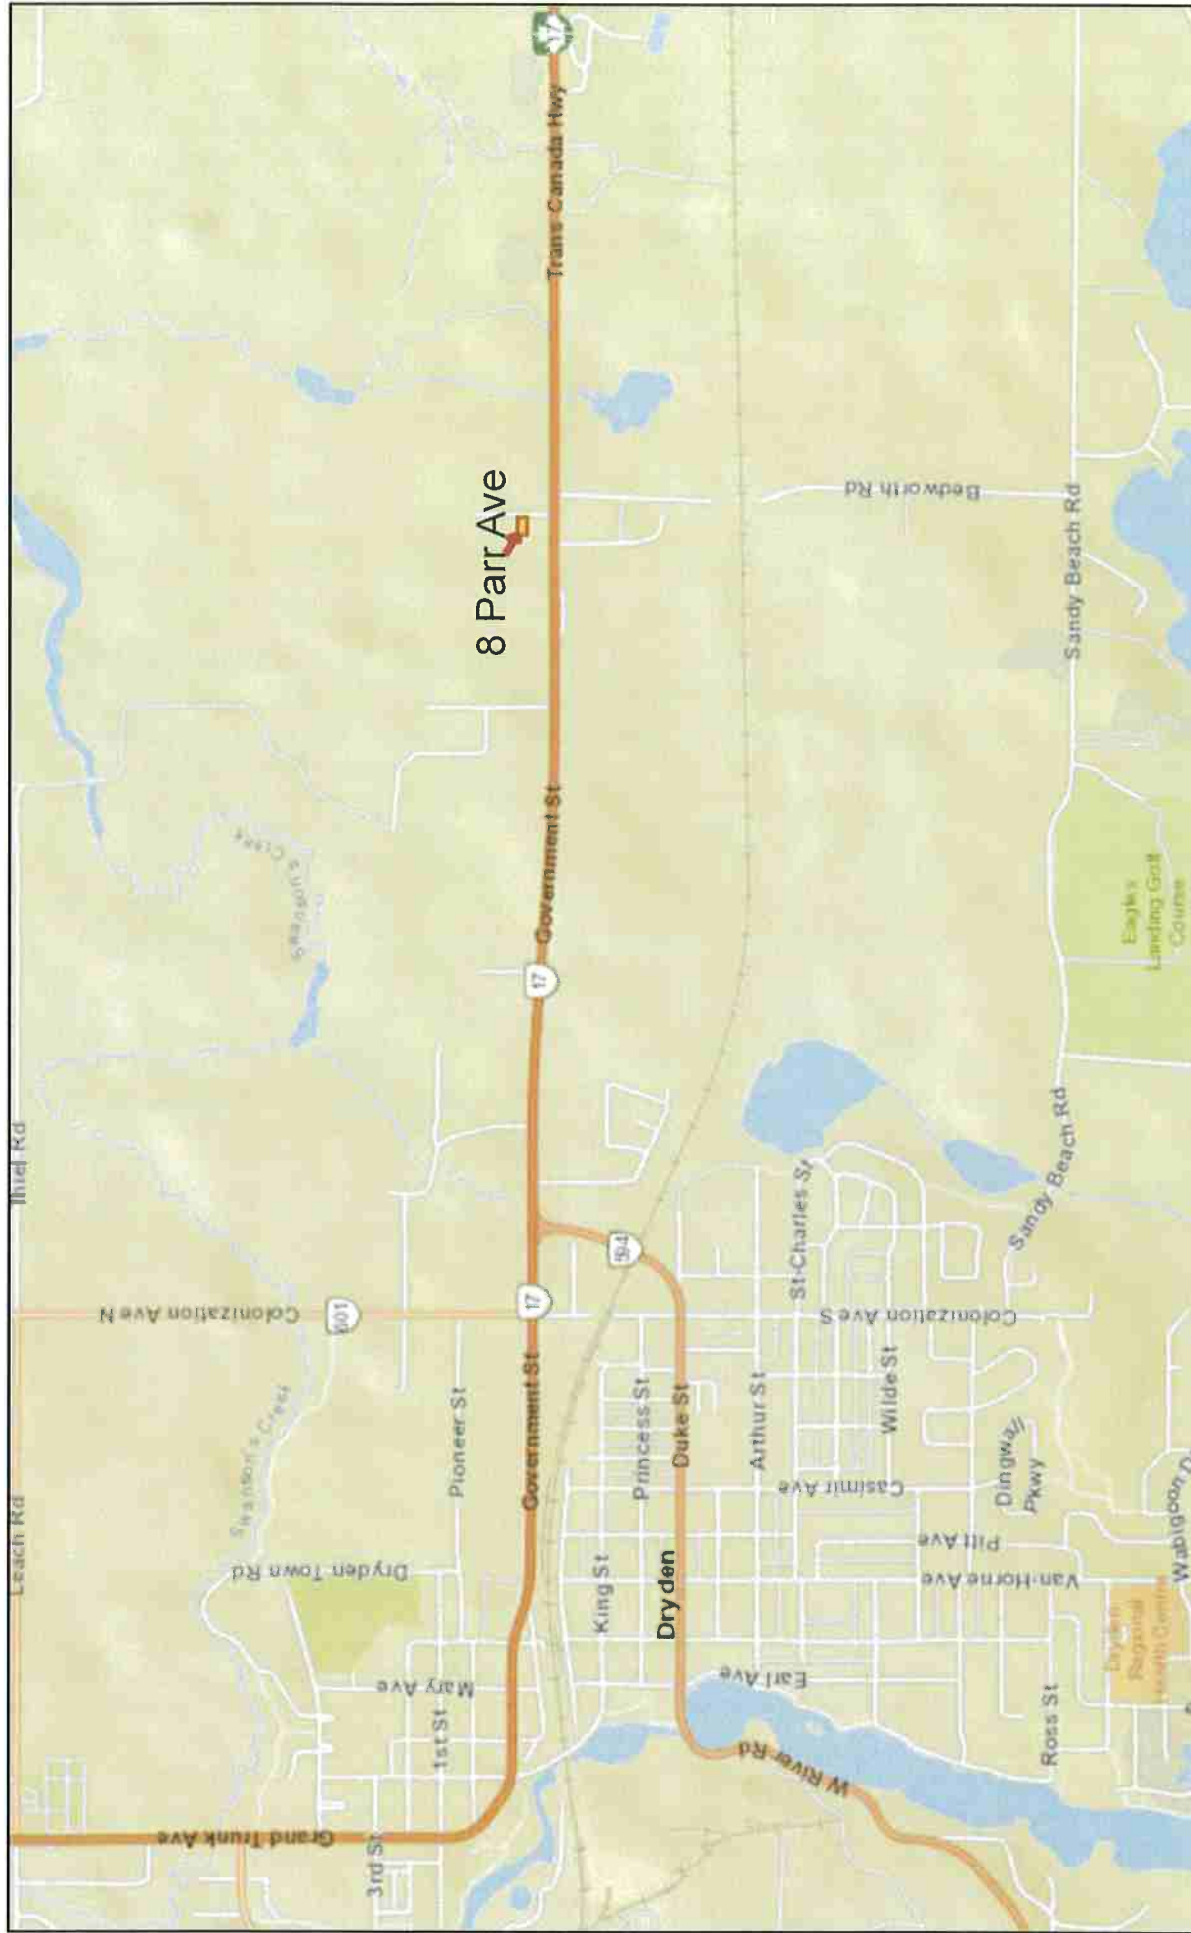 Leach Rd
Thiel Rd
Swanson's Creek
Colonization Ave N
601
Swanson's Creek
Grand Trunk Ave
Dryden Town Rd
3rd St
Mary Ave
1st St
Pioneer St
8 Parr Ave
Government St
17
17
Government St
Trans Canada Hwy
17
King St
594
Princess St
Dryden
Duke St
W River Rd
Earl Ave
Arthur St
St-Charles St
Casimir Ave
Wilde St
Colonization Ave S
Bedworth Rd
Pitt Ave
Van-Horne Ave
Dingwall
Pkwy
Sandy Beach Rd
Ross St
Sandy Beach Rd
Dryden
Regional
Health Centre
Eagles
Landing Golf
Course
Wabigoon D